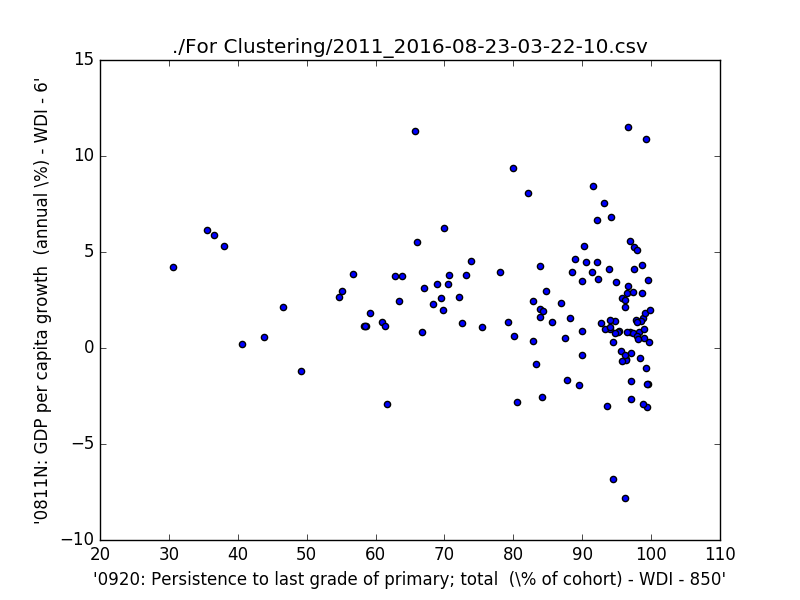 ./For Clustering/2011_2016-08-23-03-22-10.csv
15
10
5
0
−5
−10
'0811N: GDP per capita growth  (annual \%) - WDI - 6'
20 30 40 50 60 70 80 90 100 110
'0920: Persistence to last grade of primary; total  (\% of cohort) - WDI - 850'